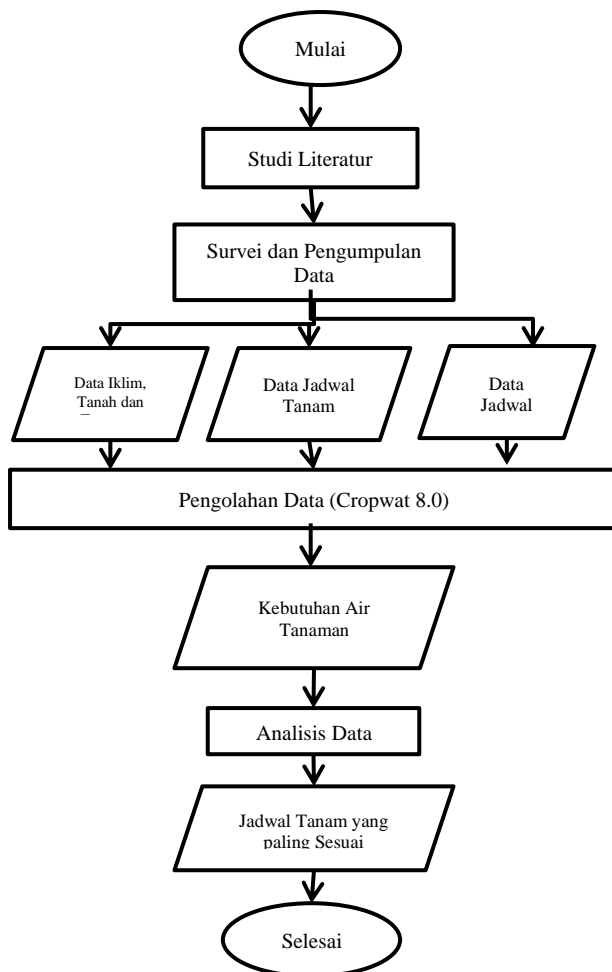 Mulai
Studi Literatur
Survei dan Pengumpulan
Data
Data Iklim,
Tanah dan
Data Jadwal
Tanam
Data
Jadwal
Pengolahan Data (Cropwat 8.0)
Kebutuhan Air
Tanaman
Analisis Data
Jadwal Tanam yang
paling Sesuai
Selesai